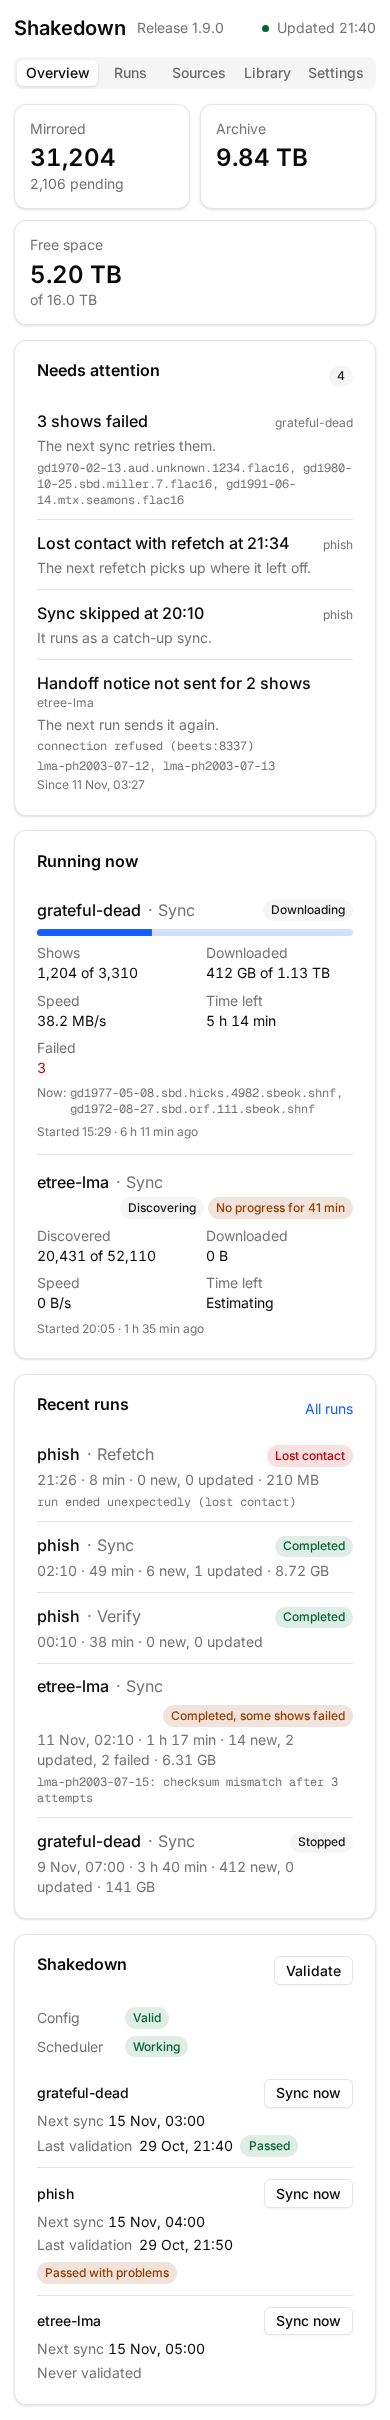 Shakedown Release 1.9.0 Updated 21:40
Overview Runs Sources Library Settings
Mirrored
31,204
2,106 pending
Archive
9.84 TB
Free space
5.20 TB
of 16.0 TB
Needs attention 4
3 shows failed grateful-dead
The next sync retries them.
gd1970-02-13.aud.unknown.1234.flac16, gd1980-
10-25.sbd.miller.7.flac16, gd1991-06-
14.mtx.seamons.flac16
Lost contact with refetch at 21:34 phish
The next refetch picks up where it left off.
Sync skipped at 20:10 phish
It runs as a catch-up sync.
Handoff notice not sent for 2 shows
etree-lma
The next run sends it again.
connection refused (beets:8337)
lma-ph2003-07-12, lma-ph2003-07-13
Since 11 Nov, 03:27
Running now
grateful-dead · Sync Downloading
Shows
1,204 of 3,310
Downloaded
412 GB of 1.13 TB
Speed
38.2 MB/s
Time left
5 h 14 min
Failed
3
Now: gd1977-05-08.sbd.hicks.4982.sbeok.shnf,
gd1972-08-27.sbd.orf.111.sbeok.shnf
Started 15:29 · 6 h 11 min ago
etree-lma · Sync
Discovering No progress for 41 min
Discovered
20,431 of 52,110
Downloaded
0 B
Speed
0 B/s
Time left
Estimating
Started 20:05 · 1 h 35 min ago
Recent runs All runs
phish · Refetch Lost contact
21:26 · 8 min · 0 new, 0 updated · 210 MB
run ended unexpectedly (lost contact)
phish · Sync Completed
02:10 · 49 min · 6 new, 1 updated · 8.72 GB
phish · Verify Completed
00:10 · 38 min · 0 new, 0 updated
etree-lma · Sync
Completed, some shows failed
11 Nov, 02:10 · 1 h 17 min · 14 new, 2
updated, 2 failed · 6.31 GB
lma-ph2003-07-15: checksum mismatch after 3
attempts
grateful-dead · Sync Stopped
9 Nov, 07:00 · 3 h 40 min · 412 new, 0
updated · 141 GB
Shakedown Validate
Config Valid
Scheduler Working
grateful-dead Sync now
Next sync 15 Nov, 03:00
Last validation 29 Oct, 21:40 Passed
phish Sync now
Next sync 15 Nov, 04:00
Last validation 29 Oct, 21:50
Passed with problems
etree-lma Sync now
Next sync 15 Nov, 05:00
Never validated